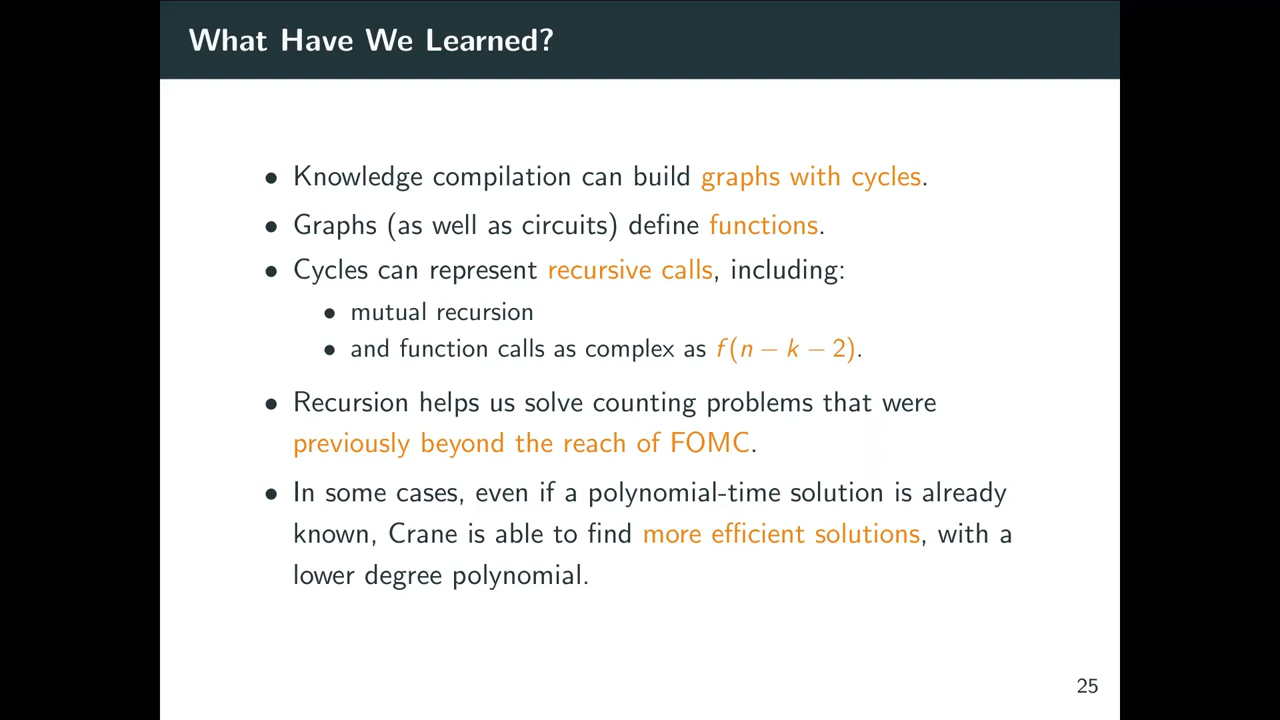 What Have We Learned?
• Knowledge compilation can build graphs with cycles.
• Graphs (as well as circuits) define functions.
• Cycles can represent recursive calls, including:
• mutual recursion
• and function calls as complex as f(n − k − 2).
• Recursion helps us solve counting problems that were
previously beyond the reach of FOMC.
• In some cases, even if a polynomial-time solution is already
known, Crane is able to find more efficient solutions, with a
lower degree polynomial.
25